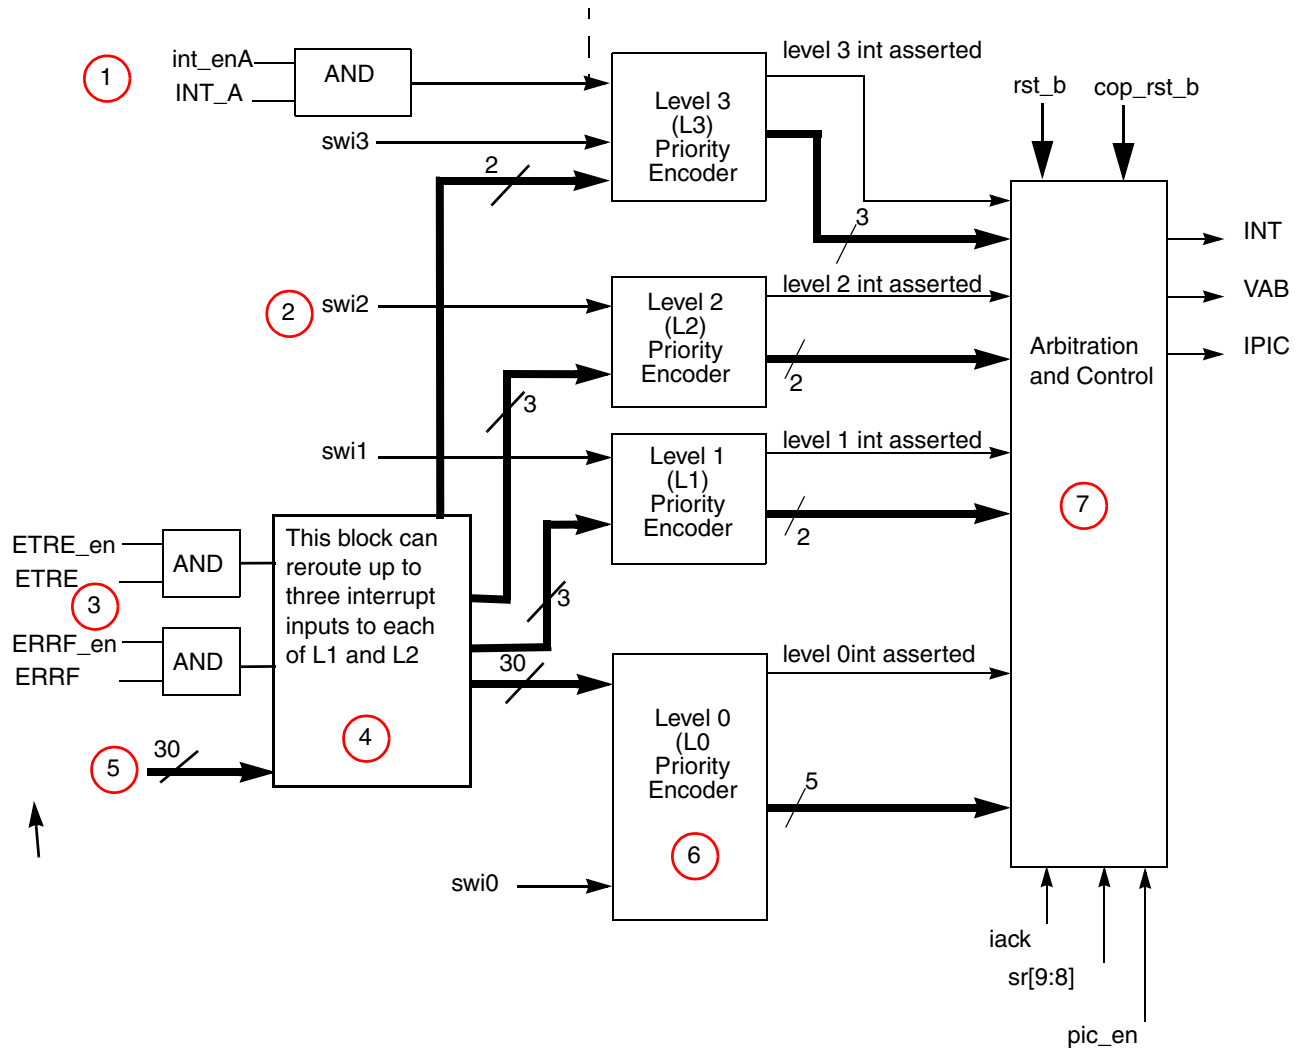 1
int_enA
INT_A
AND
swi3
2
Level 3
(L3)
Priority
Encoder
level 3 int asserted
3
rst_b
cop_rst_b
2
swi2
3
Level 2
(L2)
Priority
Encoder
level 2 int asserted
2
swi1
3
Level 1
(L1)
Priority
Encoder
level 1 int asserted
2
Arbitration
and Control
7
INT
VAB
IPIC
ETRE_en
ETRE
AND
3
ERRF_en
ERRF
AND
This block can
reroute up to
three interrupt
inputs to each
of L1 and L2
4
5
30
30
Level 0
(L0
Priority
Encoder
6
level 0int asserted
5
swi0
iack
sr[9:8]
pic_en